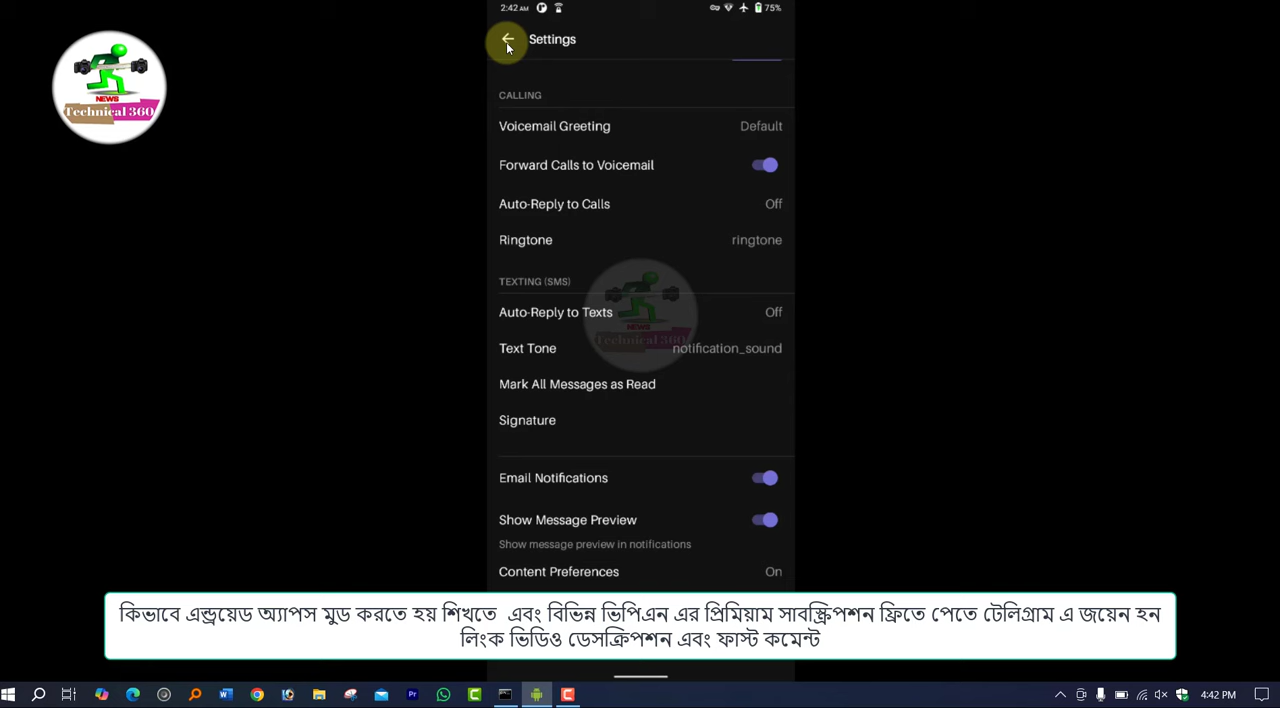 2:42 AM
75%
Settings
NEWS
Technical 360
CALLING
Voicemail Greeting Default
Forward Calls to Voicemail
Auto-Reply to Calls Off
Ringtone ringtone
TEXTING (SMS)
Auto-Reply to Texts Off
Text Tone notification_sound
NEWS
Technical 360
Mark All Messages as Read
Signature
Email Notifications
Show Message Preview
Show message preview in notifications
Content Preferences On
কিভাবে এন্ড্রয়েড অ্যাপস মুড করতে হয় শিখতে এবং বিভিন্ন ভিপিএন এর প্রিমিয়াম সাবস্ক্রিপশন ফ্রিতে পেতে টেলিগ্রাম এ জয়েন হন
লিংক ভিডিও ডেসক্রিপশন এবং ফাস্ট কমেন্ট
4:42 PM